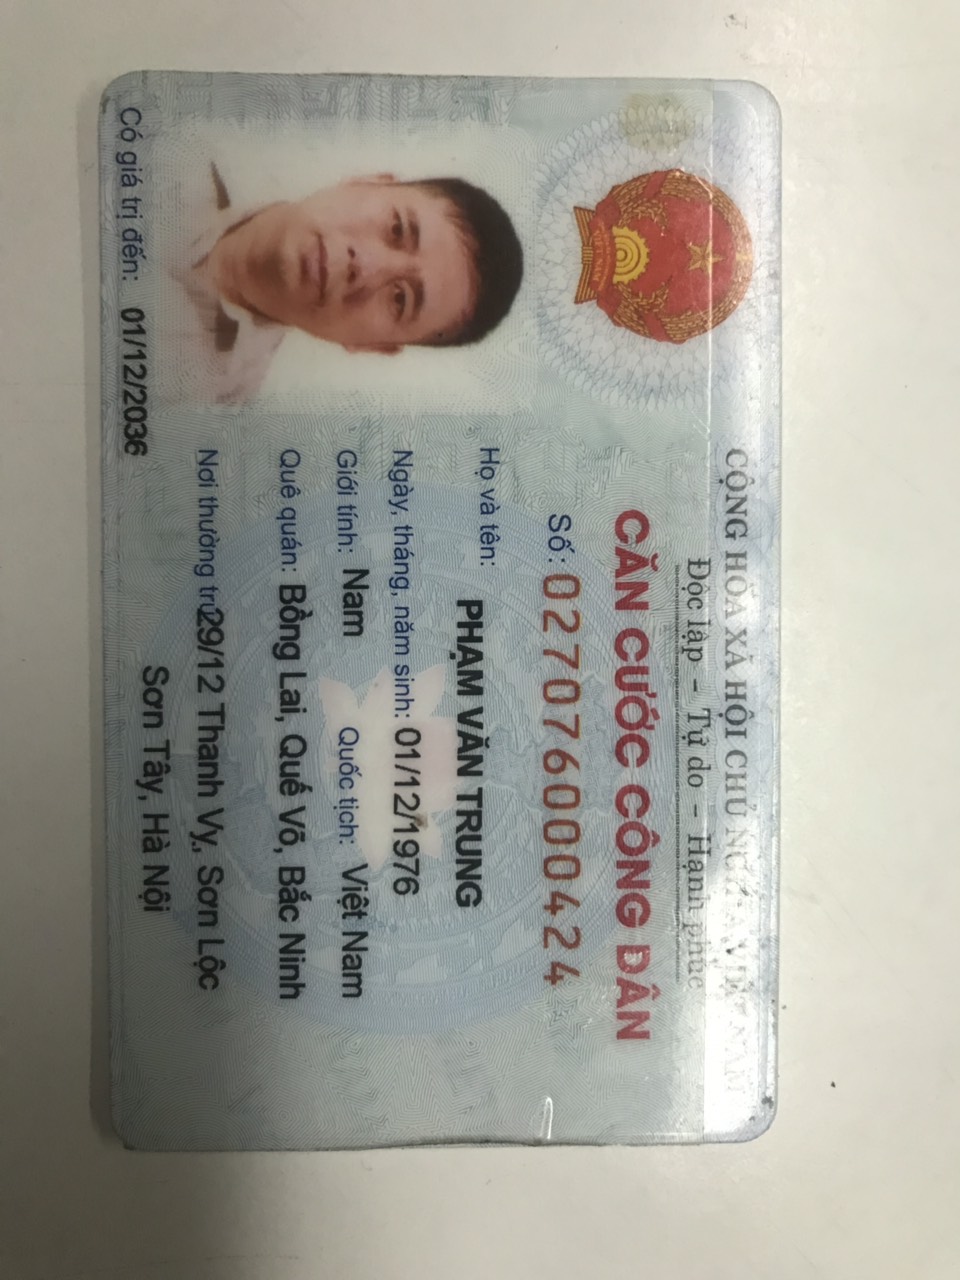 CỘNG HÒA XÃ HỘI CHỦ NGHĨA VIỆT NAM
Độc lập - Tự do - Hạnh phúc
CĂN CƯỚC CÔNG DÂN
Số: 027076000424
Họ và tên: PHẠM VĂN TRUNG
Ngày, tháng, năm sinh: 01/12/1976
Giới tính: Nam Quốc tịch: Việt Nam
Quê quán: Bồng Lai, Quế Võ, Bắc Ninh
Nơi thường trú: 29/12 Thanh Vỵ, Sơn Lộc
Sơn Tây, Hà Nội
Có giá trị đến: 01/12/2036
VIỆT NAM